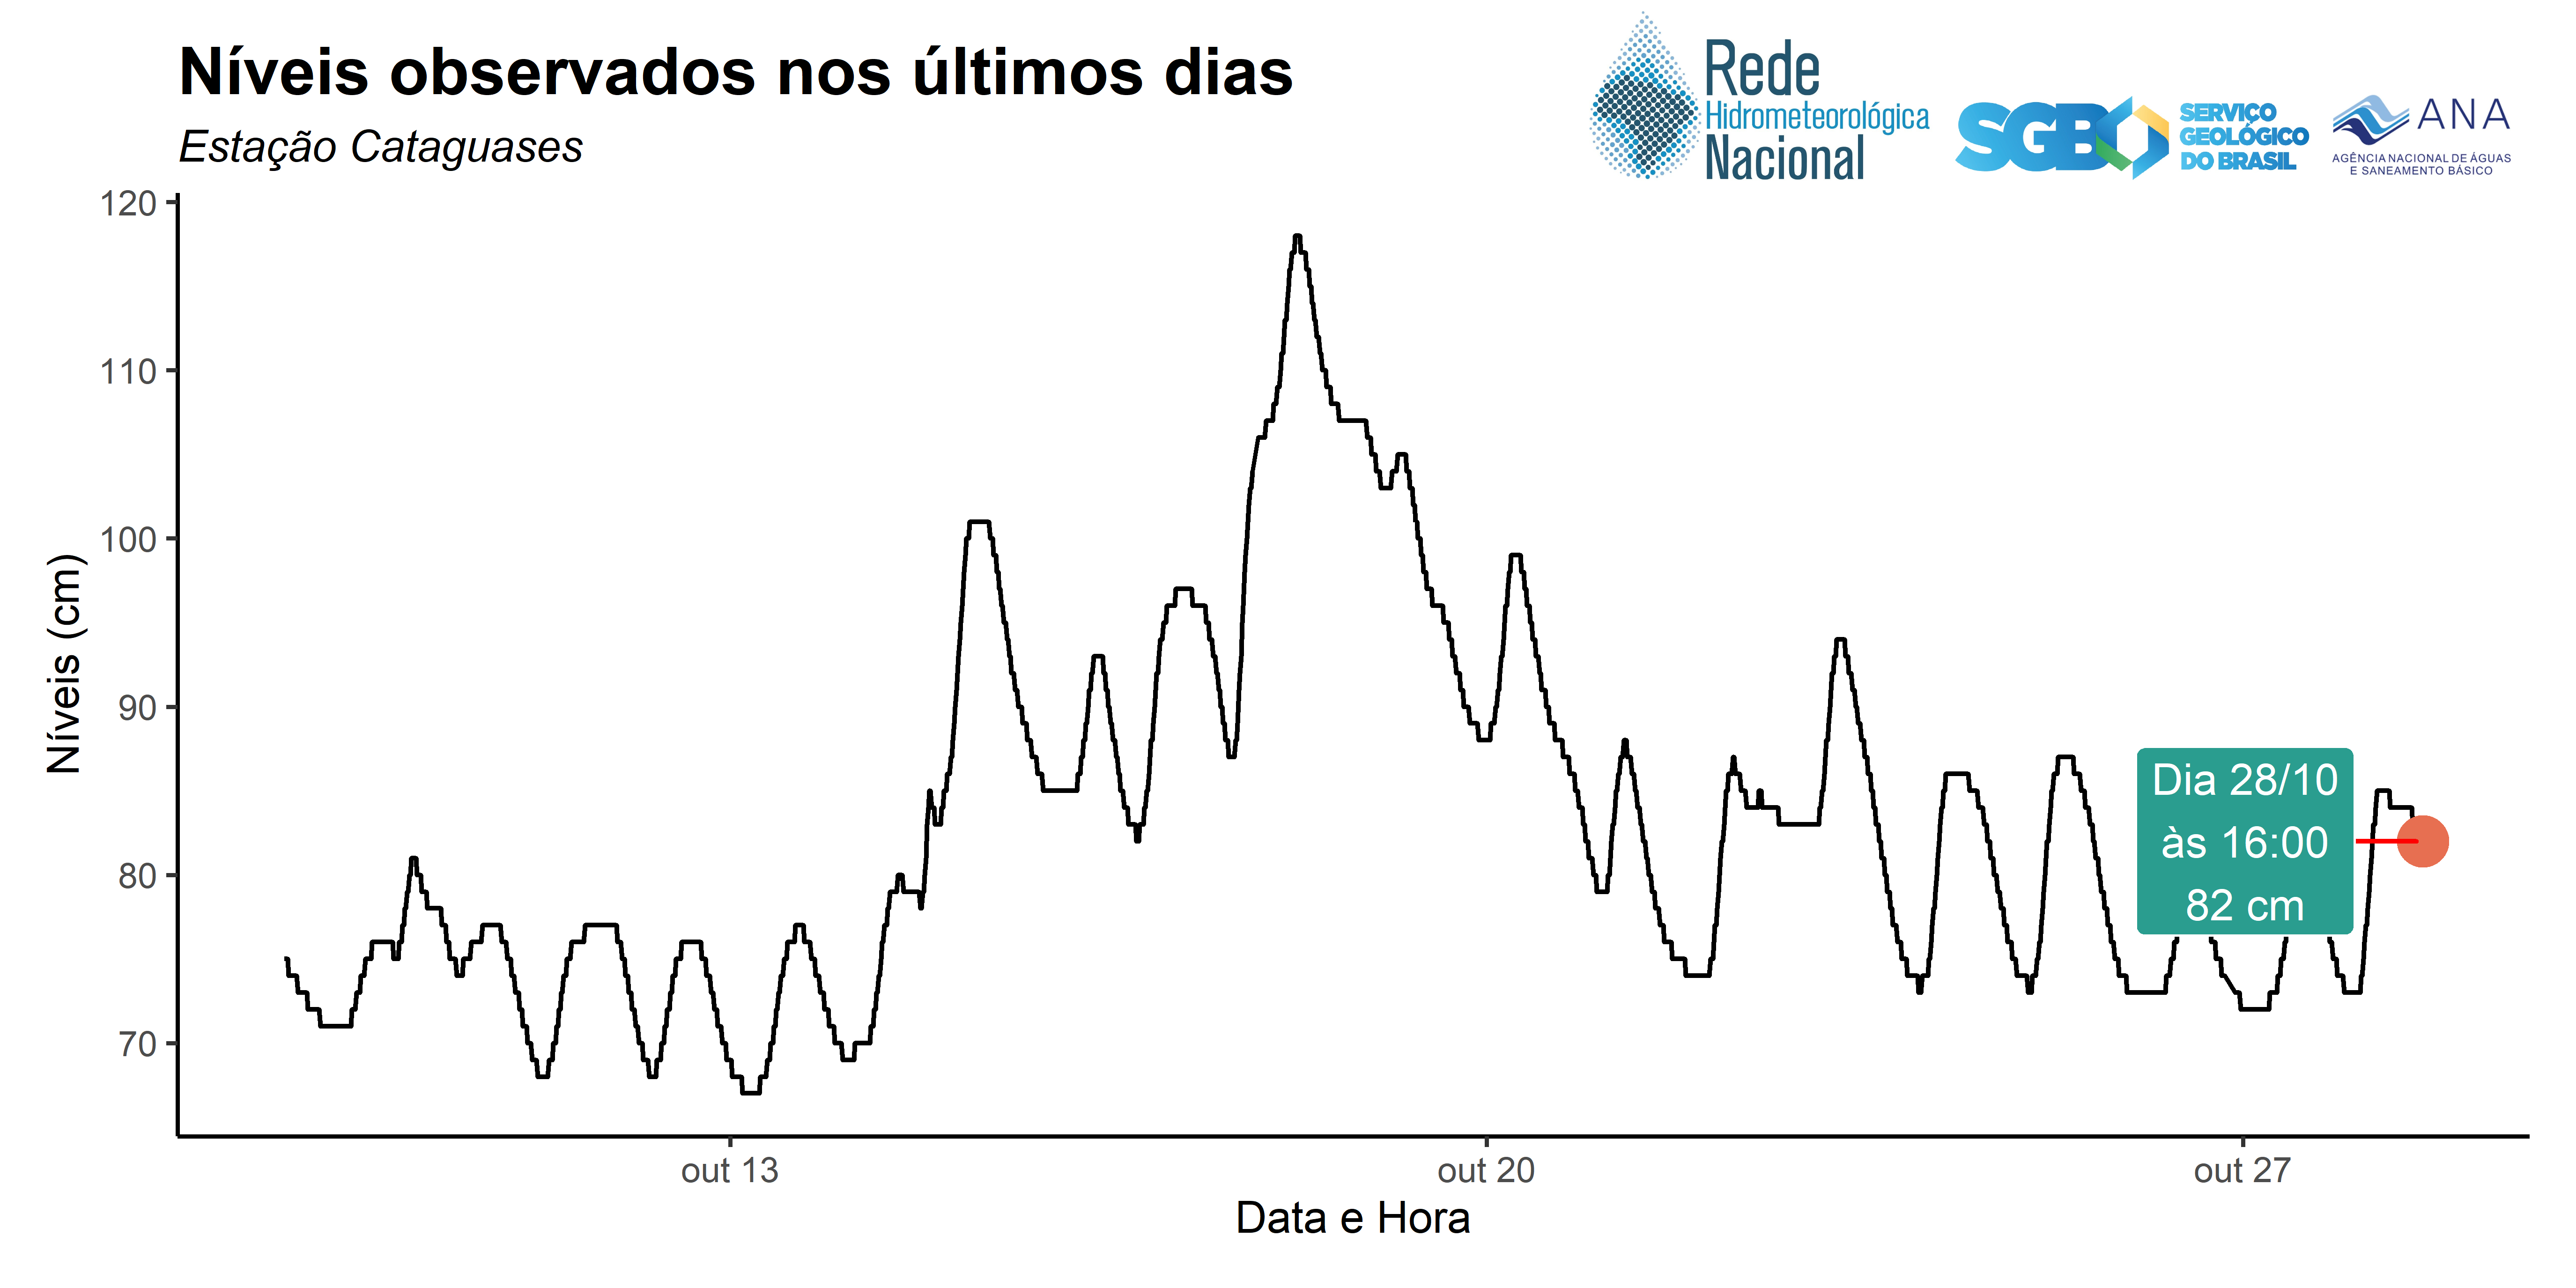 Níveis observados nos últimos dias
Estação Cataguases
Rede
Hidrometeorológica
Nacional
SGB
SERVIÇO
GEOLÓGICO
DO BRASIL
ANA
AGÊNCIA NACIONAL DE ÁGUAS
E SANEAMENTO BÁSICO
120
110
100
90
80
70
Níveis (cm)
Dia 28/10
às 16:00
82 cm
out 13
out 20
out 27
Data e Hora